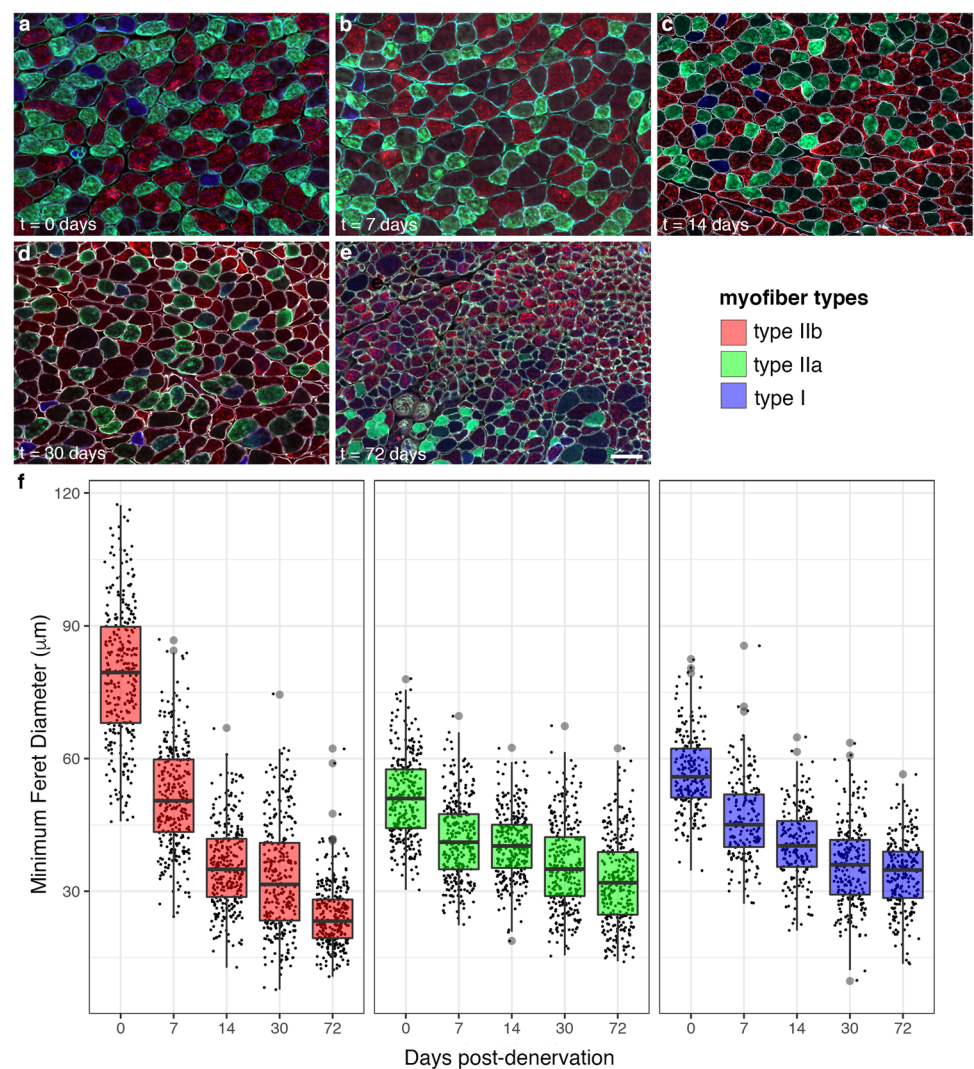 a
b
c
t = 0 days
t = 7 days
t = 14 days
d
e
t = 30 days
t = 72 days
myofiber types
type IIb
type IIa
type I
f
Minimum Feret Diameter (μm)
120
90
60
30
0 7 14 30 72
0 7 14 30 72
0 7 14 30 72
Days post-denervation